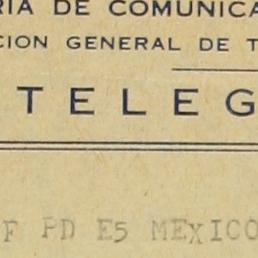 RIA DE COMUNICA
CION GENERAL DE T
TELEG
F PD E5 MEXICO